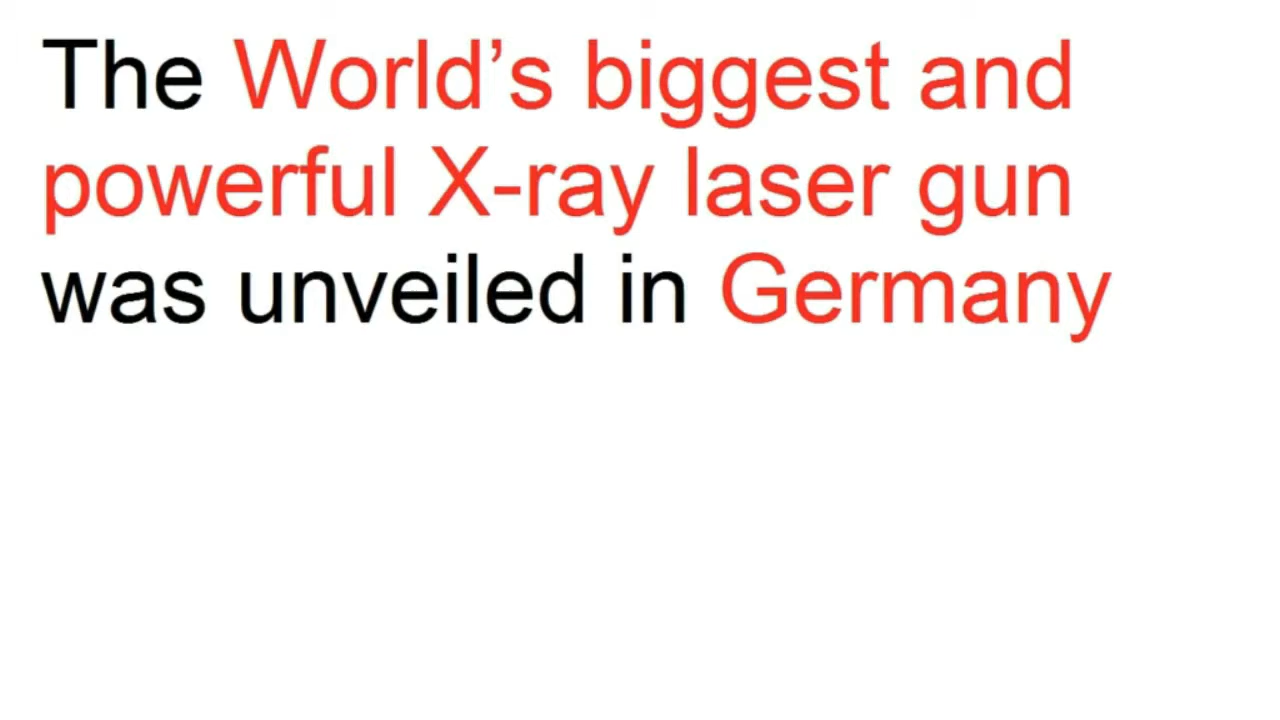 The World’s biggest and
powerful X-ray laser gun
was unveiled in Germany